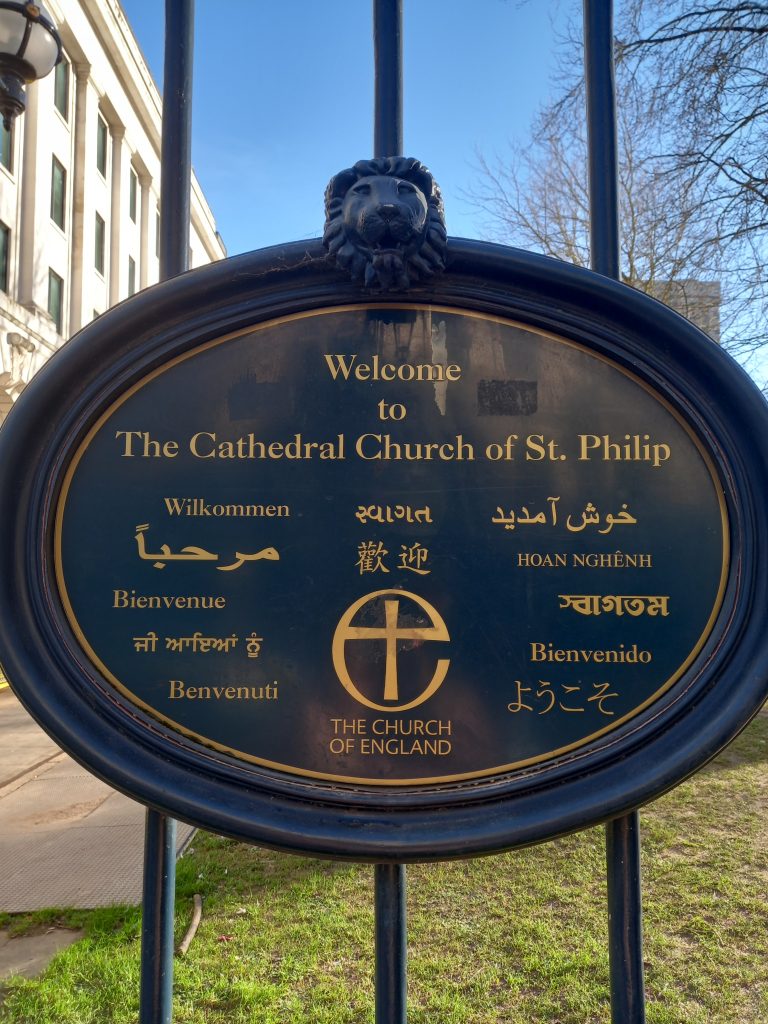 Welcome
to
The Cathedral Church of St. Philip
Wilkommen
સ્વાગત
خوش آمدید
مرحباً
歡迎
HOAN NGHÊNH
Bienvenue
স্বাগতম
ਜੀ ਆਇਆਂ ਨੂੰ
Bienvenido
Benvenuti
ようこそ
THE CHURCH
OF ENGLAND